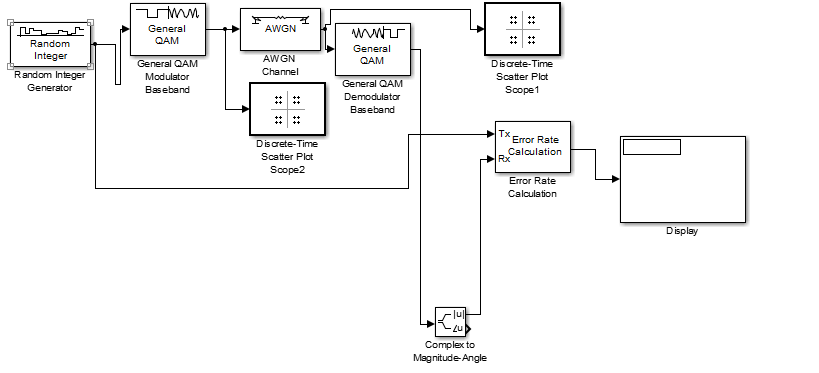 Random
Integer
Random Integer
Generator
General
QAM
General QAM
Modulator
Baseband
AWGN
AWGN
Channel
General
QAM
General QAM
Demodulator
Baseband
Discrete-Time
Scatter Plot
Scope1
Discrete-Time
Scatter Plot
Scope2
Tx
Rx
Error Rate
Calculation
Error Rate
Calculation
Display
|u|
∠u
Complex to
Magnitude-Angle